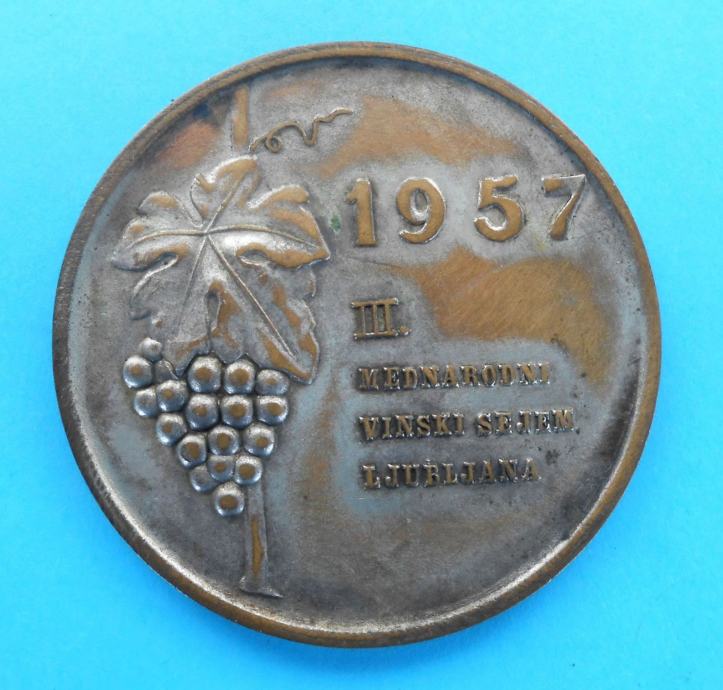 1957
III.
MEDNARODNI
VINSKI SEJEM
LJUBLJANA